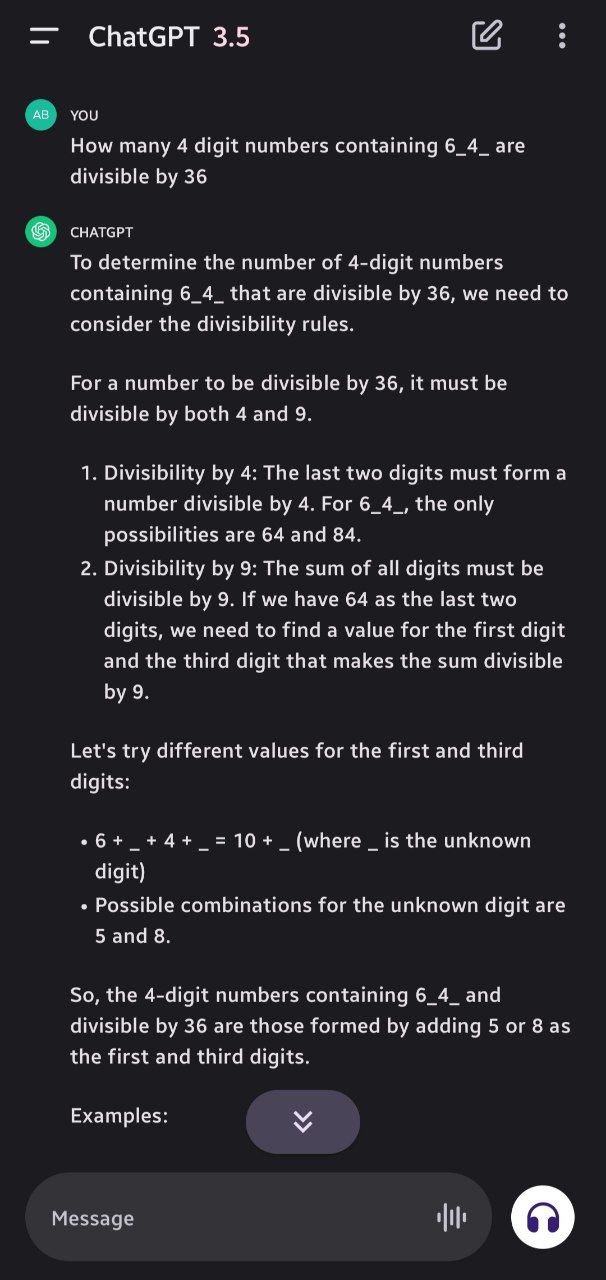 ChatGPT 3.5
AB YOU
How many 4 digit numbers containing 6_4_ are
divisible by 36
CHATGPT
To determine the number of 4-digit numbers
containing 6_4_ that are divisible by 36, we need to
consider the divisibility rules.
For a number to be divisible by 36, it must be
divisible by both 4 and 9.
1. Divisibility by 4: The last two digits must form a
number divisible by 4. For 6_4_, the only
possibilities are 64 and 84.
2. Divisibility by 9: The sum of all digits must be
divisible by 9. If we have 64 as the last two
digits, we need to find a value for the first digit
and the third digit that makes the sum divisible
by 9.
Let's try different values for the first and third
digits:
• 6 + _ + 4 + _ = 10 + _ (where _ is the unknown
digit)
• Possible combinations for the unknown digit are
5 and 8.
So, the 4-digit numbers containing 6_4_ and
divisible by 36 are those formed by adding 5 or 8 as
the first and third digits.
Examples:
Message